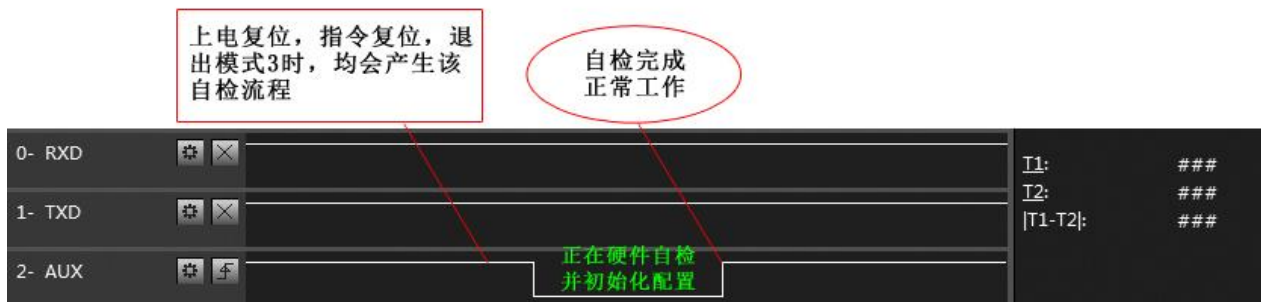 上电复位，指令复位，退
出模式3时，均会产生该
自检流程
自检完成
正常工作
0- RXD
1- TXD
2- AUX
正在硬件自检
并初始化配置
T1: ###
T2: ###
|T1-T2|: ###